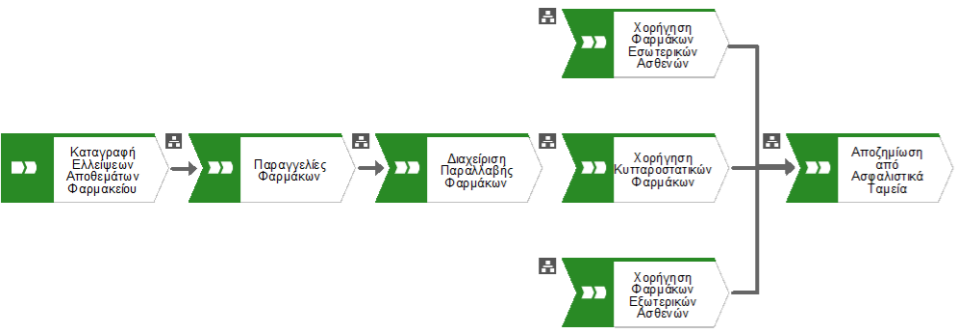 Χορήγηση
Φαρμάκων
Εσωτερικών
Ασθενών
Καταγραφή
Ελλείψεων
Αποθεμάτων
Φαρμακείου
Παραγγελίες
Φαρμάκων
Διαχείριση
Παραλλαβής
Φαρμάκων
Χορήγηση
Κυτταροστατικών
Φαρμάκων
Αποζημίωση
από
Ασφαλιστικά
Ταμεία
Χορήγηση
Φαρμάκων
Εξωτερικών
Ασθενών